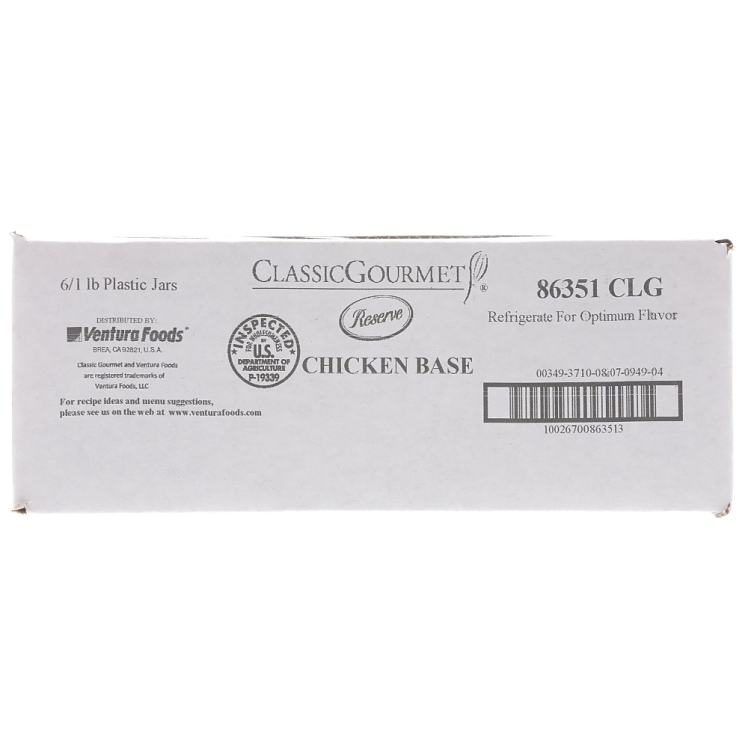 6/1 lb Plastic Jars
DISTRIBUTED BY:
Ventura Foods®
BREA, CA 92821, U.S.A.
Classic Gourmet and Ventura Foods
are registered trademarks of
Ventura Foods, LLC
For recipe ideas and menu suggestions,
please see us on the web at www.venturafoods.com
CLASSICGOURMET®
Reserve
INSPECTED
FOR WHOLESOMENESS
BY
U.S.
DEPARTMENT OF
AGRICULTURE
P-19339
CHICKEN BASE
86351 CLG
Refrigerate For Optimum Flavor
00349-3710-08&07-0949-04
10026700863513